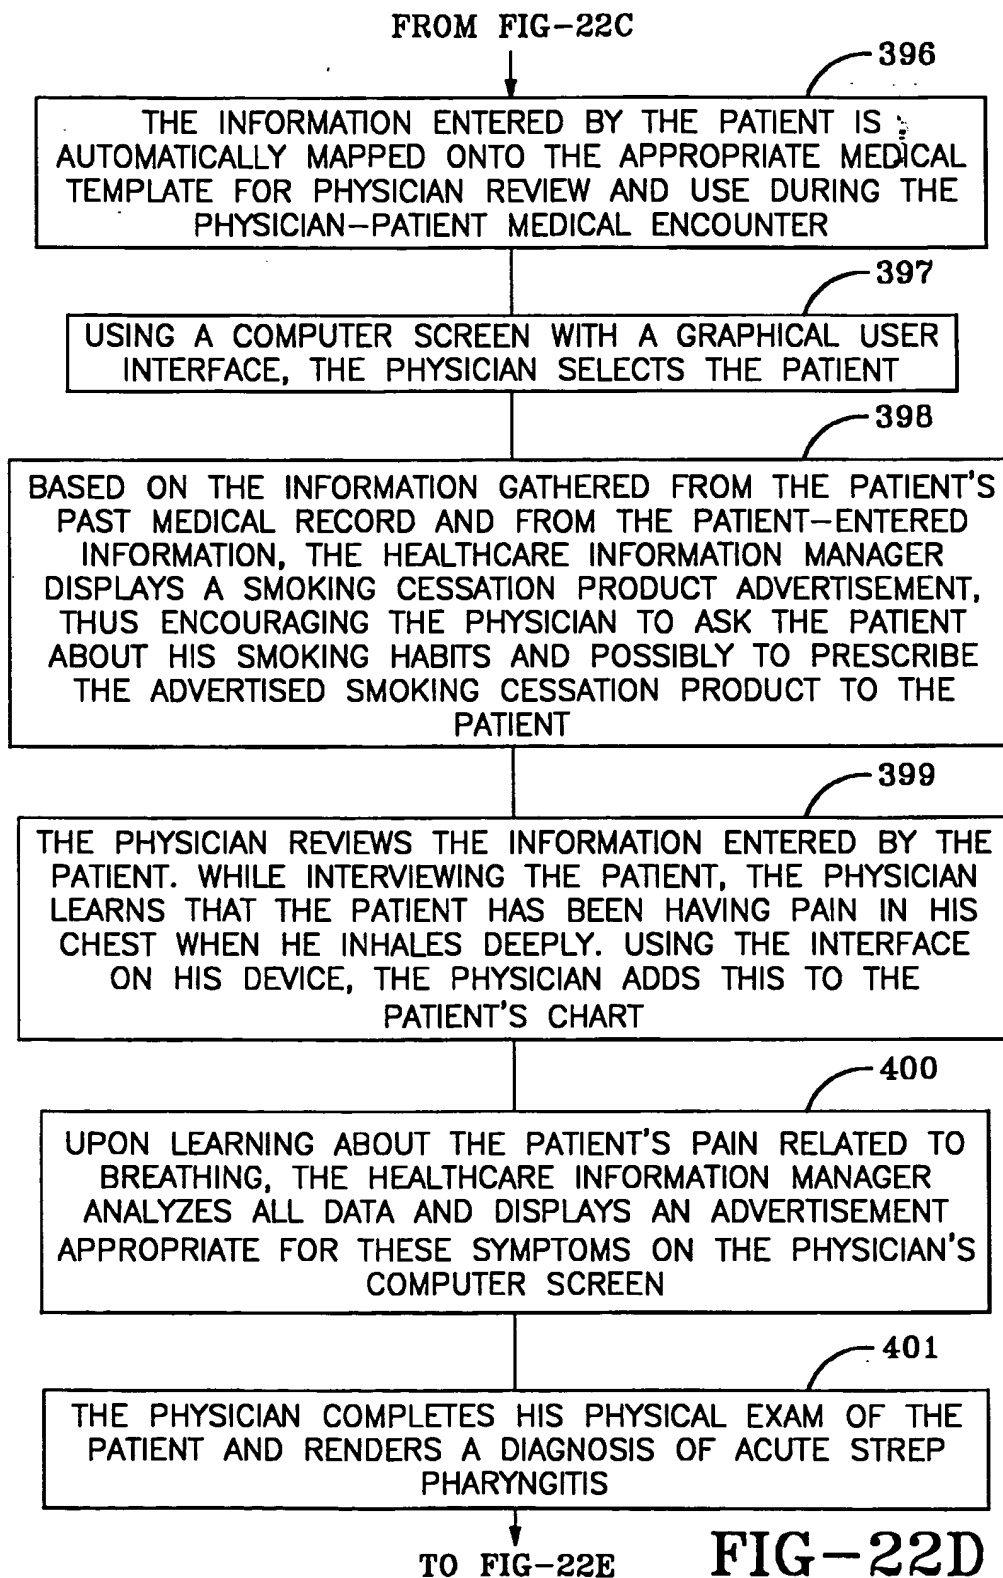 FROM FIG-22C
396
THE INFORMATION ENTERED BY THE PATIENT IS
AUTOMATICALLY MAPPED ONTO THE APPROPRIATE MEDICAL
TEMPLATE FOR PHYSICIAN REVIEW AND USE DURING THE
PHYSICIAN-PATIENT MEDICAL ENCOUNTER
397
USING A COMPUTER SCREEN WITH A GRAPHICAL USER
INTERFACE, THE PHYSICIAN SELECTS THE PATIENT
398
BASED ON THE INFORMATION GATHERED FROM THE PATIENT'S
PAST MEDICAL RECORD AND FROM THE PATIENT-ENTERED
INFORMATION, THE HEALTHCARE INFORMATION MANAGER
DISPLAYS A SMOKING CESSATION PRODUCT ADVERTISEMENT,
THUS ENCOURAGING THE PHYSICIAN TO ASK THE PATIENT
ABOUT HIS SMOKING HABITS AND POSSIBLY TO PRESCRIBE
THE ADVERTISED SMOKING CESSATION PRODUCT TO THE
PATIENT
399
THE PHYSICIAN REVIEWS THE INFORMATION ENTERED BY THE
PATIENT. WHILE INTERVIEWING THE PATIENT, THE PHYSICIAN
LEARNS THAT THE PATIENT HAS BEEN HAVING PAIN IN HIS
CHEST WHEN HE INHALES DEEPLY. USING THE INTERFACE
ON HIS DEVICE, THE PHYSICIAN ADDS THIS TO THE
PATIENT'S CHART
400
UPON LEARNING ABOUT THE PATIENT'S PAIN RELATED TO
BREATHING, THE HEALTHCARE INFORMATION MANAGER
ANALYZES ALL DATA AND DISPLAYS AN ADVERTISEMENT
APPROPRIATE FOR THESE SYMPTOMS ON THE PHYSICIAN'S
COMPUTER SCREEN
401
THE PHYSICIAN COMPLETES HIS PHYSICAL EXAM OF THE
PATIENT AND RENDERS A DIAGNOSIS OF ACUTE STREP
PHARYNGITIS
TO FIG-22E
FIG-22D